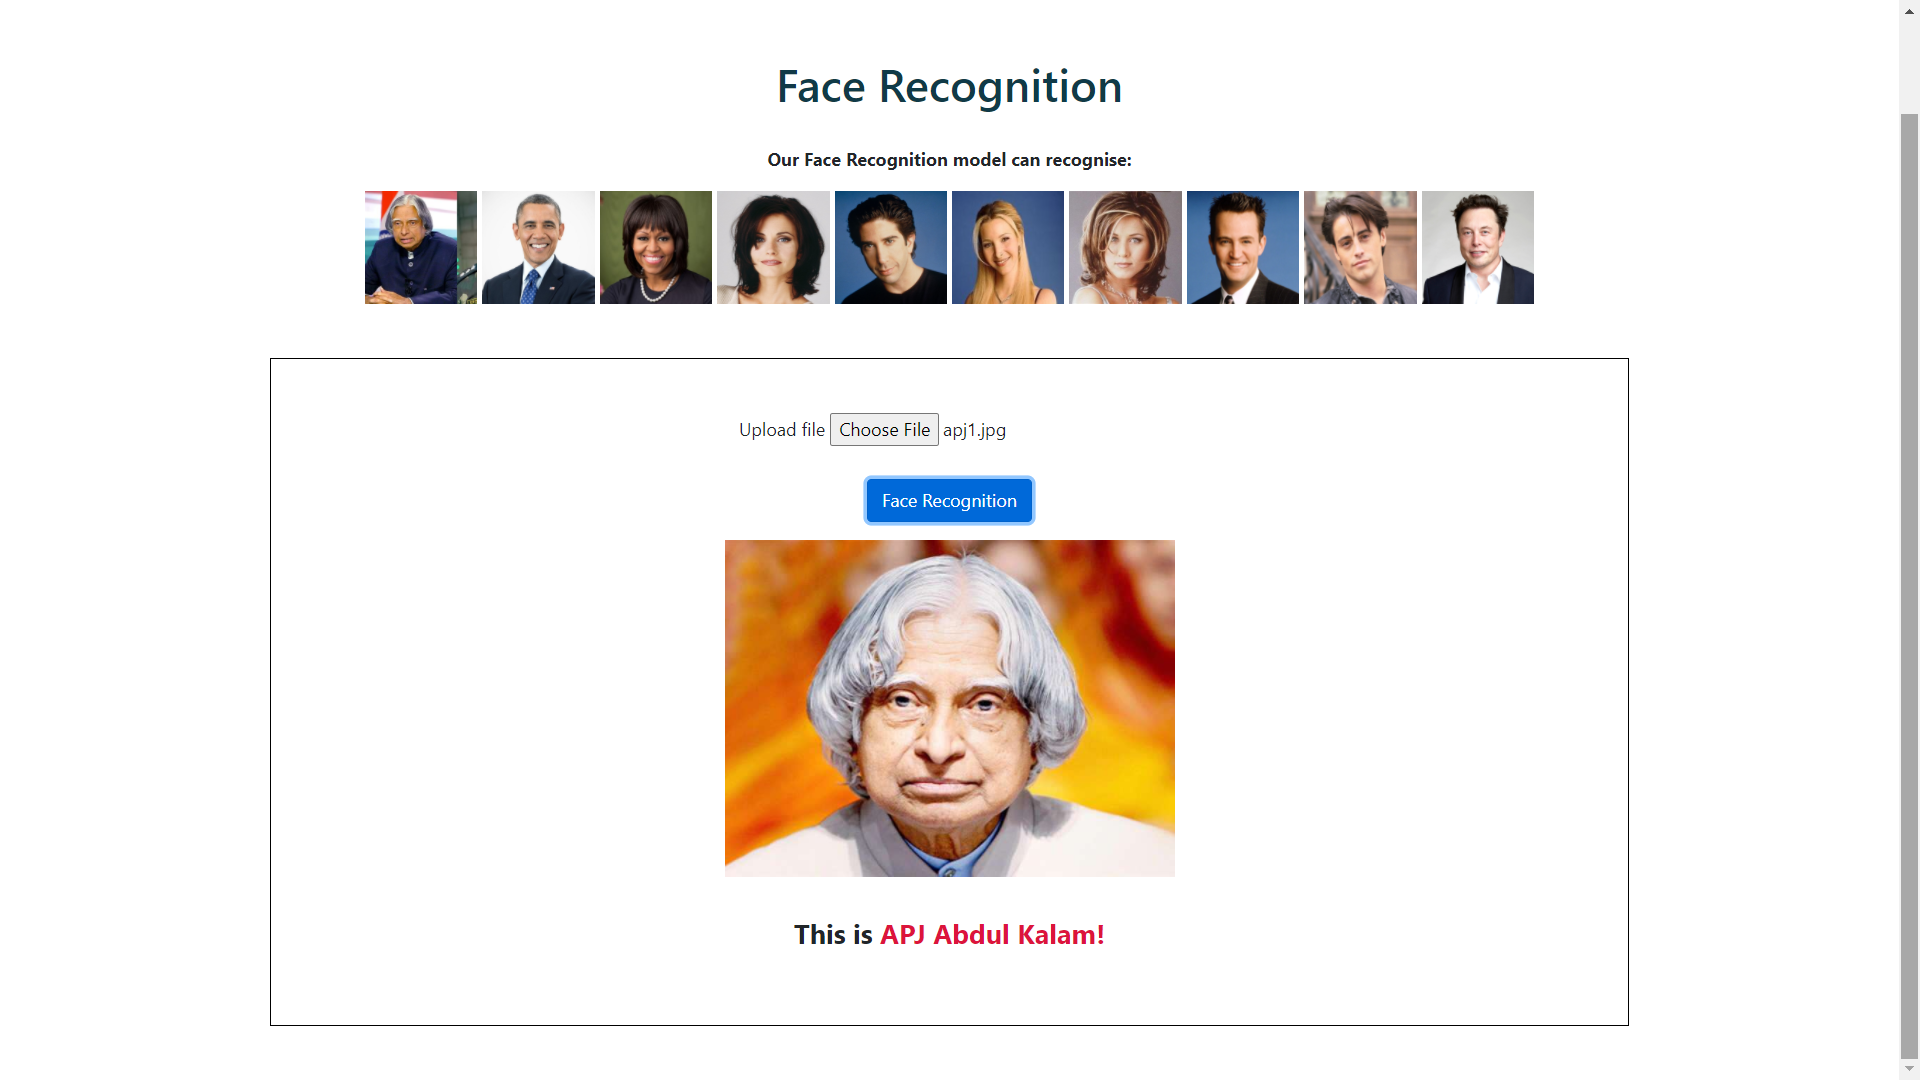 Face Recognition
Our Face Recognition model can recognise:
Upload file Choose File apj1.jpg
Face Recognition
This is APJ Abdul Kalam!